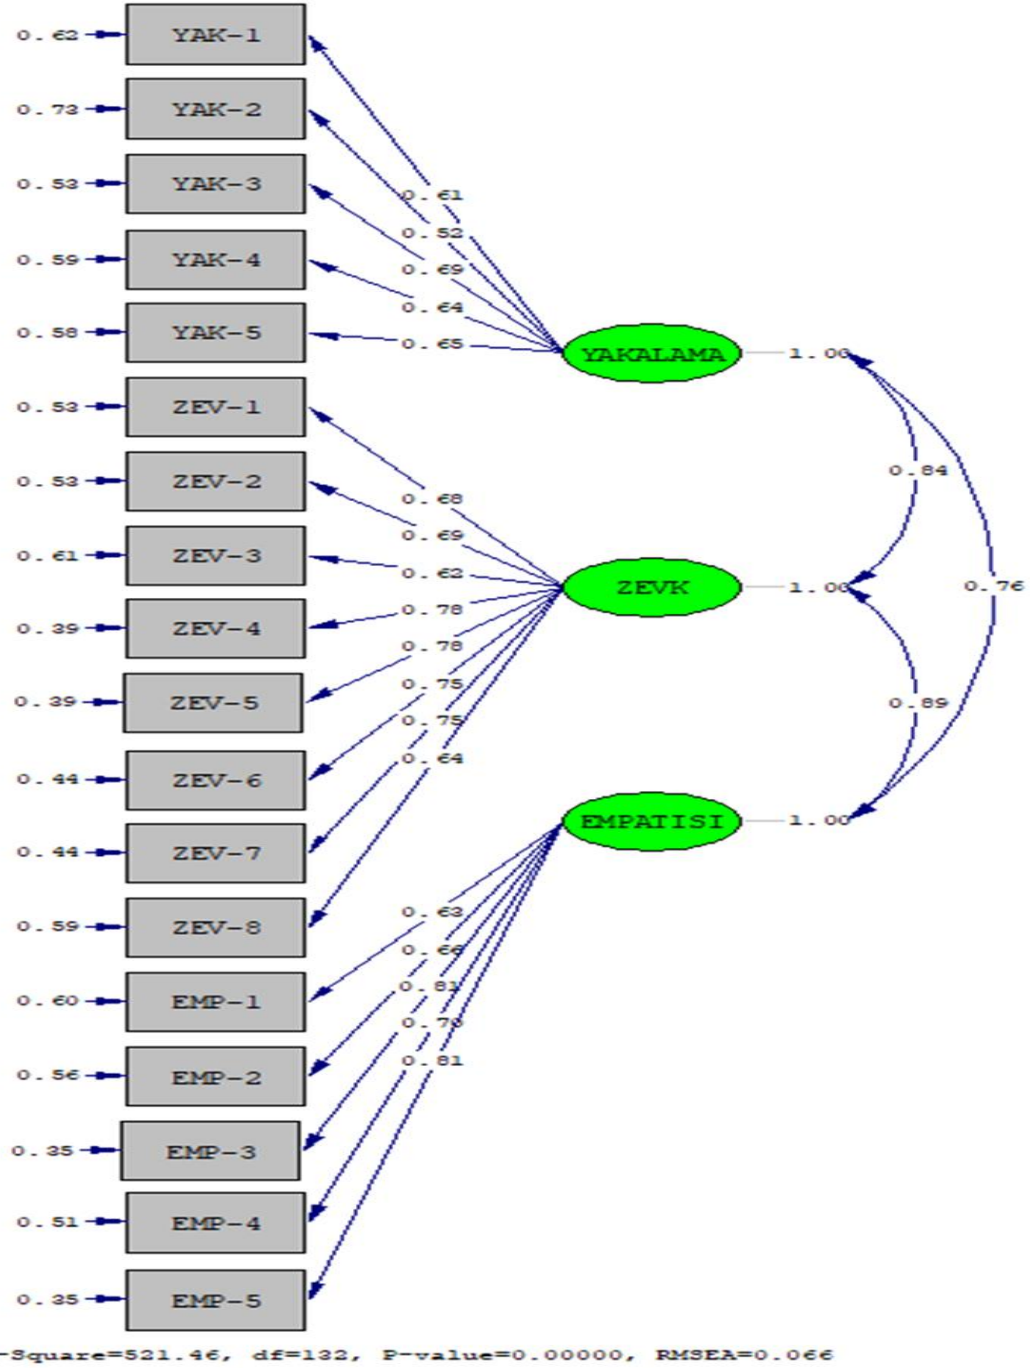 0.62 YAK-1
0.73 YAK-2
0.53 YAK-3
0.61
0.52
0.59 YAK-4
0.69
0.64
0.58 YAK-5
0.65
YAKALAMA 1.00
0.53 ZEV-1
0.84
0.53 ZEV-2
0.68
0.69
0.61 ZEV-3
0.62
ZEVK 1.00
0.76
0.39 ZEV-4
0.78
0.78
0.39 ZEV-5
0.75
0.89
0.75
0.44 ZEV-6
0.64
EMPATISI 1.00
0.44 ZEV-7
0.59 ZEV-8
0.63
0.66
0.60 EMP-1
0.81
0.70
0.56 EMP-2
0.81
0.35 EMP-3
0.51 EMP-4
0.35 EMP-5
-Square=521.46, df=132, P-value=0.00000, RMSEA=0.066